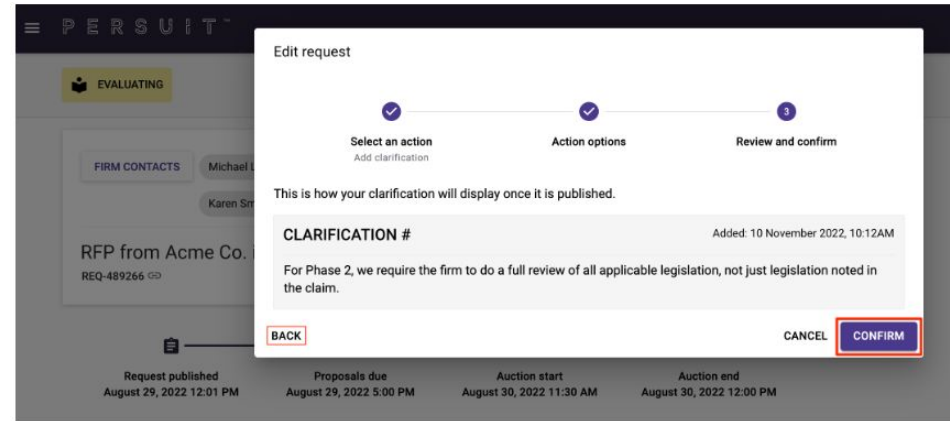 PERSUIT™
Edit request
EVALUATING
3
Select an action
Action options
Review and confirm
Add clarification
FIRM CONTACTS
Michael
This is how your clarification will display once it is published.
Karen
CLARIFICATION #
Added: 10 November 2022, 10:12AM
RFP from Acme Co.
For Phase 2, we require the firm to do a full review of all applicable legislation, not just legislation noted in
the claim.
REQ-489266
BACK
CANCEL
CONFIRM
Request published
Proposals due
Auction start
Auction end
August 29, 2022 12:01 PM
August 29, 2022 5:00 PM
August 30, 2022 11:30 AM
August 30, 2022 12:00 PM